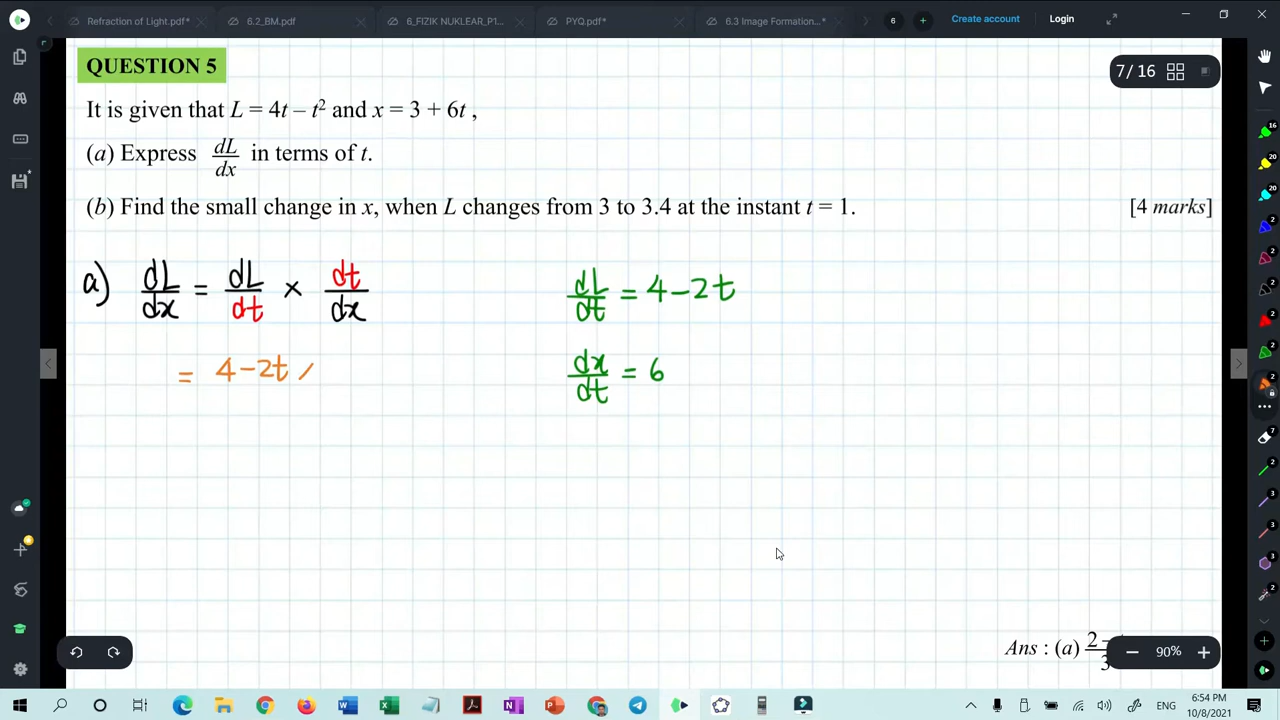 Refraction of Light.pdf*
6.2_BM.pdf
6_FIZIK NUKLEAR_P1...
PYQ.pdf*
6.3 Image Formation...*
6
Create account
Login
QUESTION 5
7/16
It is given that L = 4t – t² and x = 3 + 6t ,
(a) Express dL/dx in terms of t.
(b) Find the small change in x, when L changes from 3 to 3.4 at the instant t = 1.
[4 marks]
a) dL/dx = dL/dt × dt/dx
dL/dt = 4-2t
= 4-2t
dx/dt = 6
Ans : (a) 2
3
90%
ENG
6:54 PM
10/8/2021